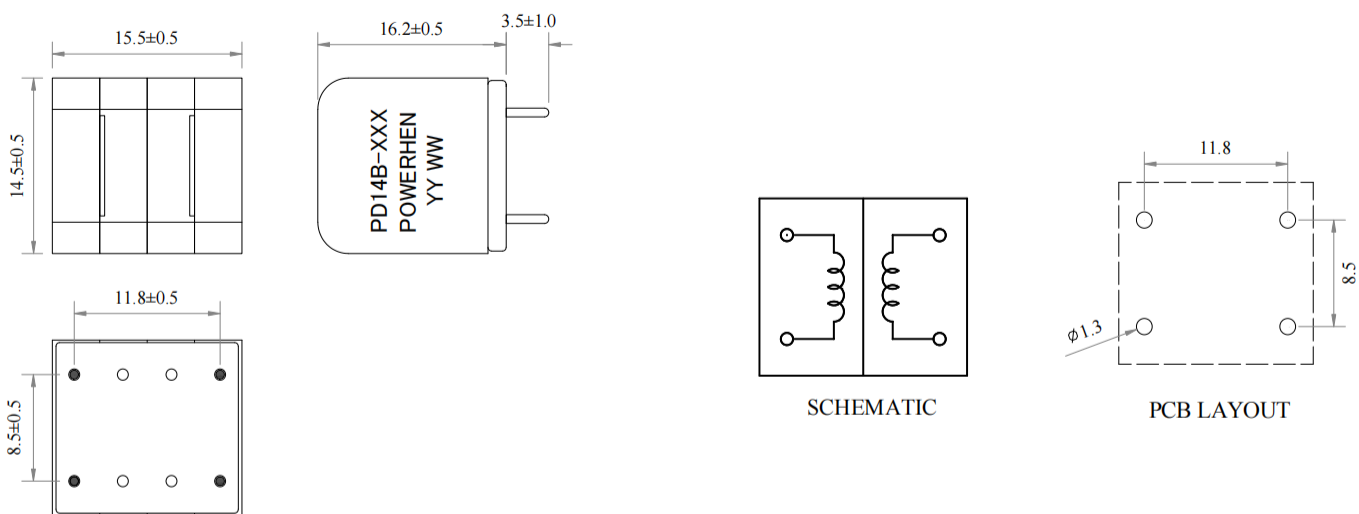 15.5±0.5
14.5±0.5
16.2±0.5
3.5±1.0
PD14B-XXX
POWERHEN
YY WW
11.8±0.5
8.5±0.5
SCHEMATIC
11.8
8.5
ϕ1.3
PCB LAYOUT